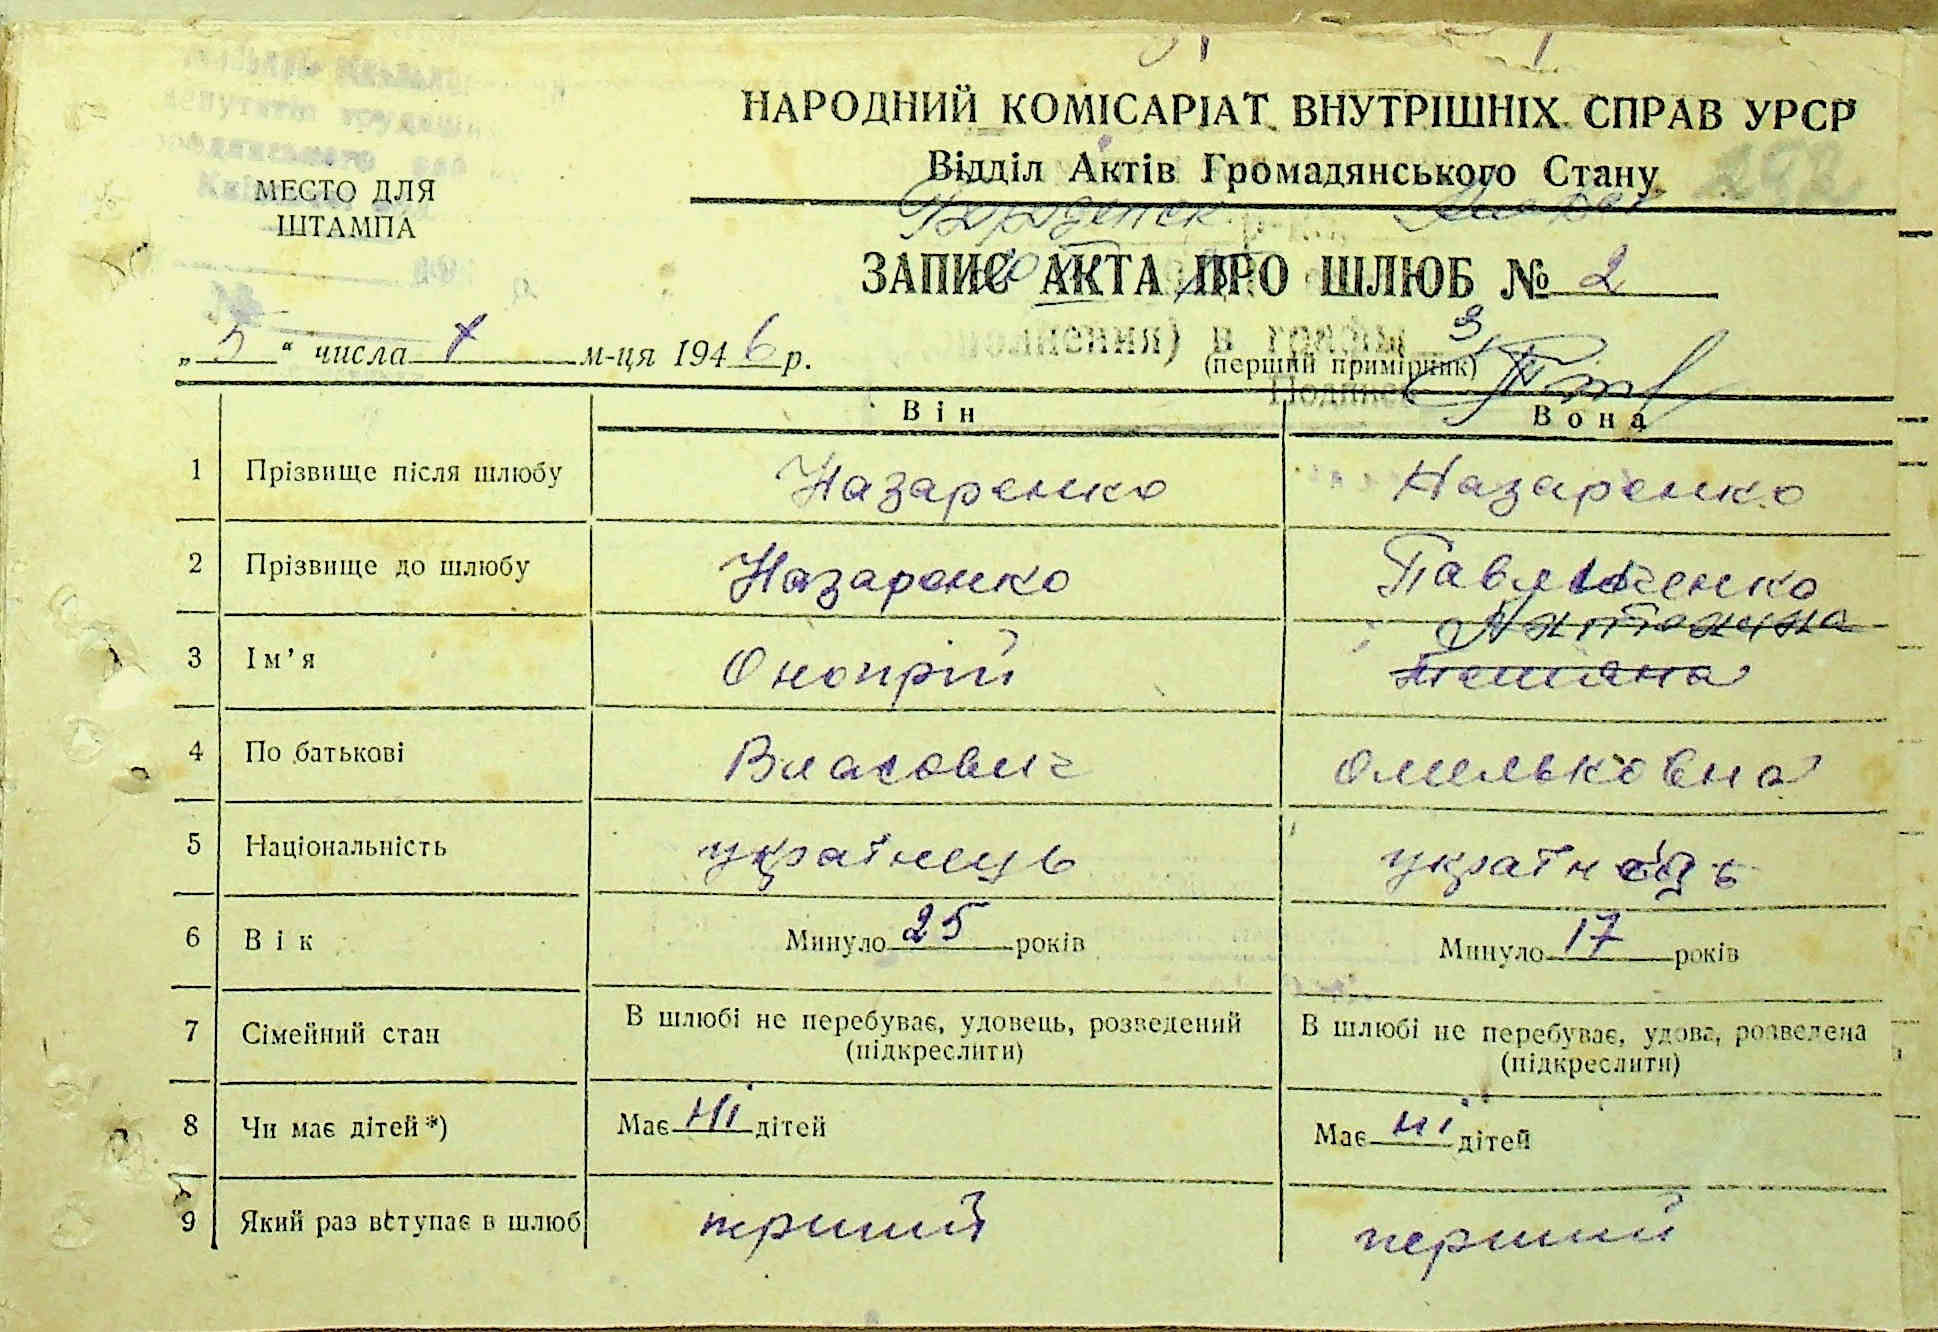 НАРОДНИЙ КОМІСАРІАТ ВНУТРІШНІХ СПРАВ УРСР
Відділ Актів Громадянського Стану
МЕСТО ДЛЯ
ШТАМПА
ЗАПИС АКТА ПРО ШЛЮБ № 2
„ 5 “ числа 1 м-ця 1946 р.
(перший примірник)
Він Вона
1 Прізвище після шлюбу Назаренко Назаренко
2 Прізвище до шлюбу Назаренко Павлюченко
Антонина
3 Ім’я Онопрій Тетяна
4 По батькові Власович Омельковна
5 Національність українець
6 Вік Минуло 25 років Минуло 17 років
7 Сімейний стан В шлюбі не перебуває, удовець, розведений (підкреслити) В шлюбі не перебуває, удова, розведена (підкреслити)
8 Чи має дітей*) Має ні дітей Має ні дітей
9 Який раз вступає в шлюб перший перший